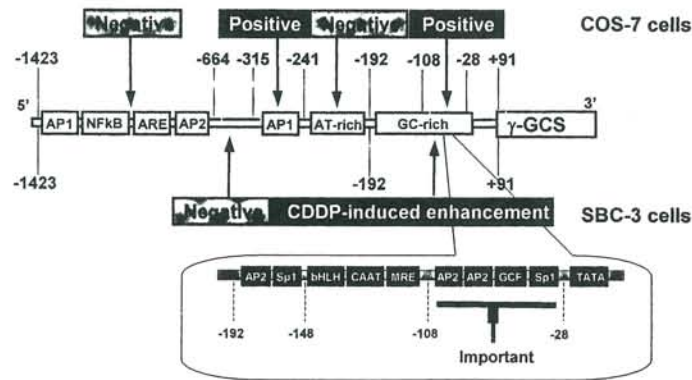 Negative Positive Negative Positive COS-7 cells
-1423 -664 -315 -241 -192 -108 -28 +91
5' 3'
AP1 NFkB ARE AP2 AP1 AT-rich GC-rich γ-GCS
-1423 -192 +91
Negative CDDP-induced enhancement SBC-3 cells
AP2 Sp1 bHLH CAAT MRE AP2 AP2 GCF Sp1 TATA
-192 -148 -108 -28
Important